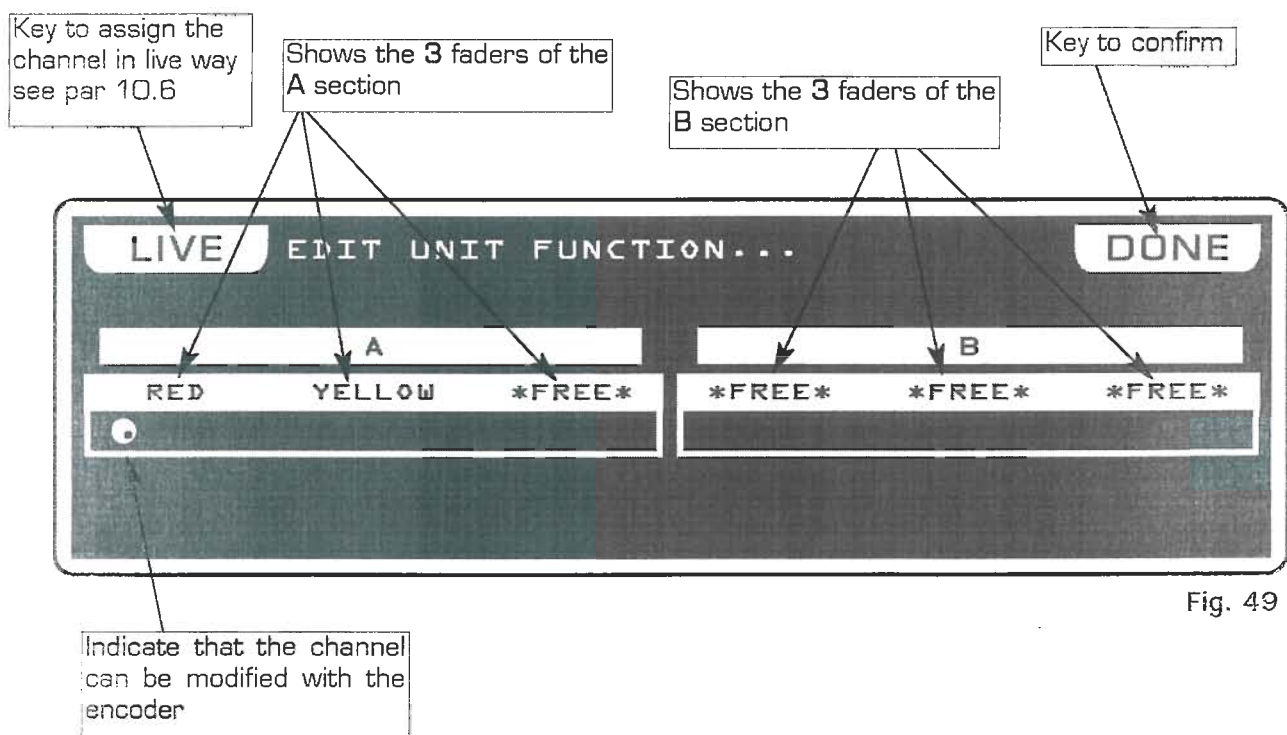 Key to assign the
channel in live way
see par 10.6
Shows the 3 faders of the
A section
Shows the 3 faders of the
B section
Key to confirm
LIVE EDIT UNIT FUNCTION... DONE
A B
RED YELLOW *FREE* *FREE* *FREE* *FREE*
Fig. 49
Indicate that the channel
can be modified with the
encoder